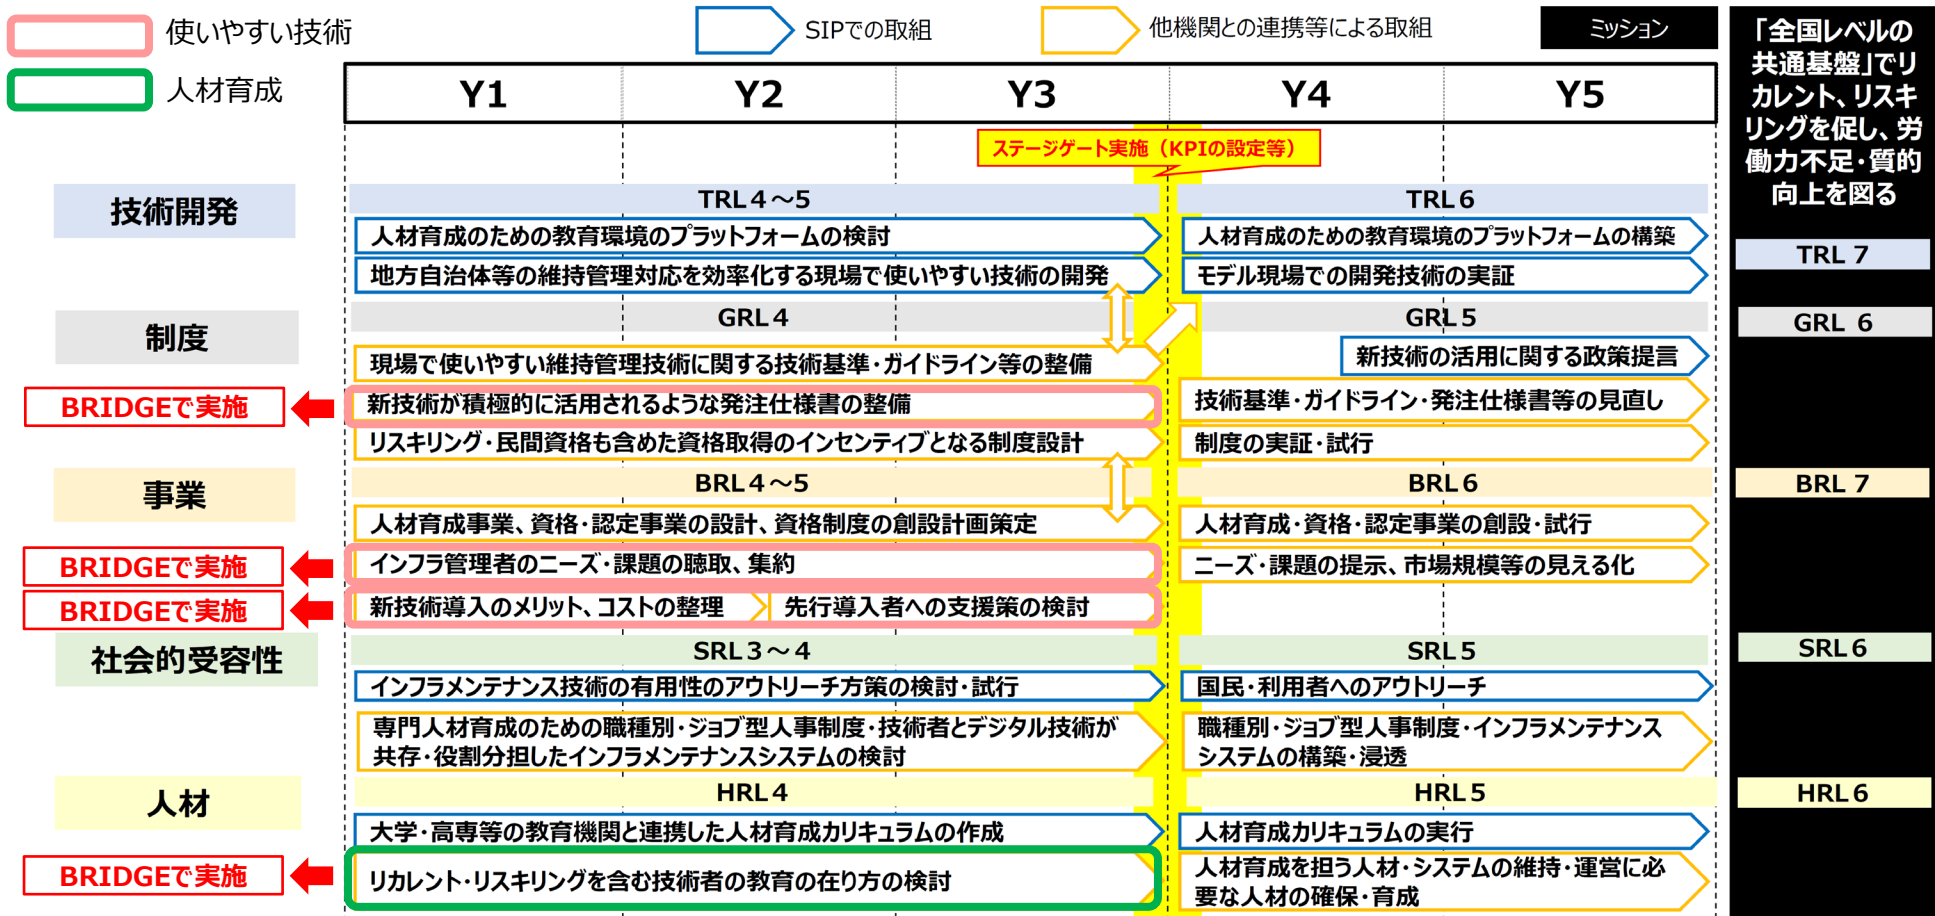 使いやすい技術
人材育成
SIPでの取組
他機関との連携等による取組
ミッション
「全国レベルの
共通基盤」でリ
カレント、リスキ
リングを促し、労
働力不足・質的
向上を図る
Y1
Y2
Y3
Y4
Y5
ステージゲート実施（KPIの設定等）
技術開発
TRL４～５
TRL６
TRL 7
人材育成のための教育環境のプラットフォームの検討
人材育成のための教育環境のプラットフォームの構築
地方自治体等の維持管理対応を効率化する現場で使いやすい技術の開発
モデル現場での開発技術の実証
制度
GRL４
GRL５
GRL 6
現場で使いやすい維持管理技術に関する技術基準・ガイドライン等の整備
新技術の活用に関する政策提言
BRIDGEで実施
新技術が積極的に活用されるような発注仕様書の整備
技術基準・ガイドライン・発注仕様書等の見直し
リスキリング・民間資格も含めた資格取得のインセンティブとなる制度設計
制度の実証・試行
事業
BRL４～５
BRL６
BRL 7
人材育成事業、資格・認定事業の設計、資格制度の創設計画策定
人材育成・資格・認定事業の創設・試行
BRIDGEで実施
インフラ管理者のニーズ・課題の聴取、集約
ニーズ・課題の提示、市場規模等の見える化
BRIDGEで実施
新技術導入のメリット、コストの整理
先行導入者への支援策の検討
社会的受容性
SRL３～４
SRL５
SRL６
インフラメンテナンス技術の有用性のアウトリーチ方策の検討・試行
国民・利用者へのアウトリーチ
専門人材育成のための職種別・ジョブ型人事制度・技術者とデジタル技術が
共存・役割分担したインフラメンテナンスシステムの検討
職種別・ジョブ型人事制度・インフラメンテナンス
システムの構築・浸透
人材
HRL４
HRL５
HRL６
大学・高専等の教育機関と連携した人材育成カリキュラムの作成
人材育成カリキュラムの実行
BRIDGEで実施
リカレント・リスキリングを含む技術者の教育の在り方の検討
人材育成を担う人材・システムの維持・運営に必
要な人材の確保・育成